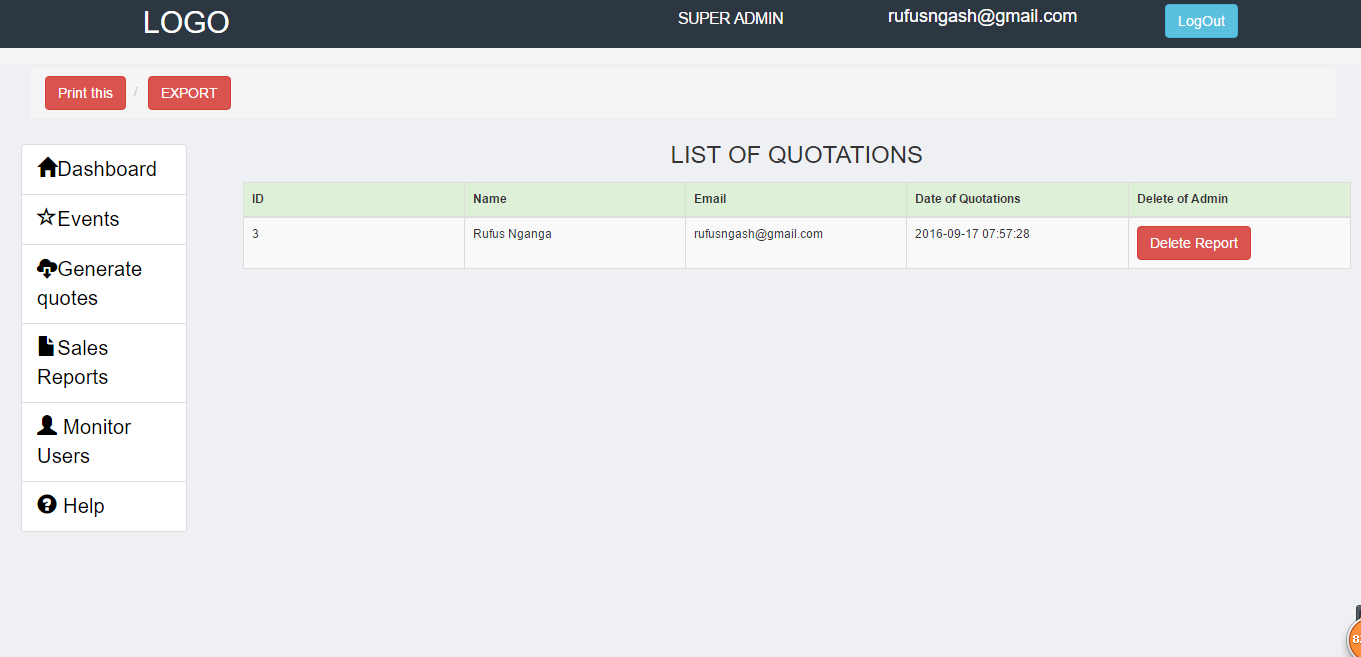 LOGO SUPER ADMIN rufusngash@gmail.com LogOut
Print this / EXPORT
LIST OF QUOTATIONS
Dashboard
Events
Generate
quotes
Sales
Reports
Monitor
Users
Help
ID Name Email Date of Quotations Delete of Admin
3 Rufus Nganga rufusngash@gmail.com 2016-09-17 07:57:28 Delete Report